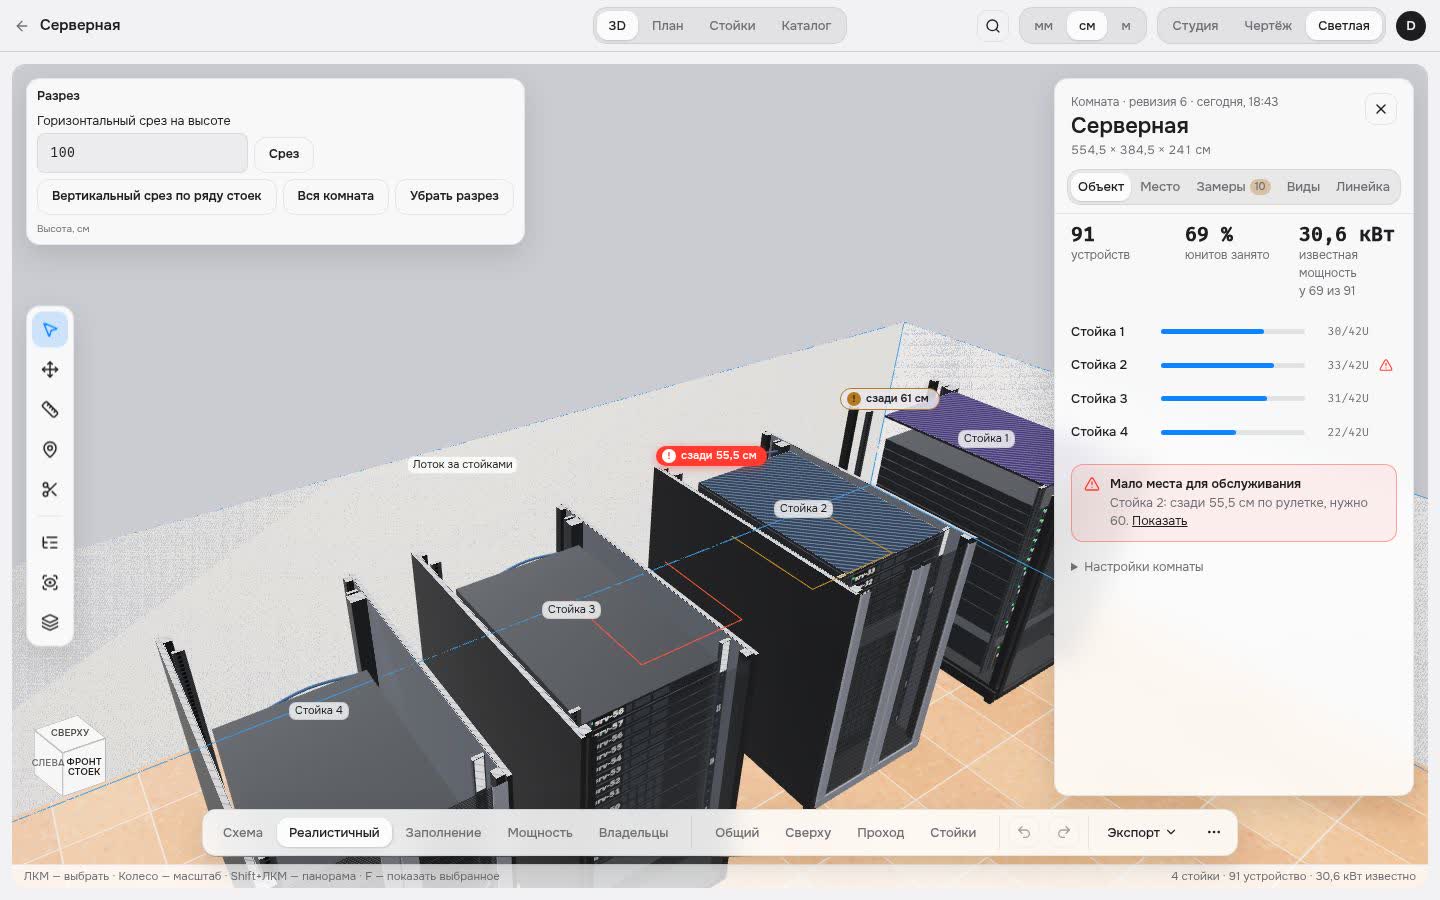 Серверная
3D План Стойки Каталог
мм см м
Студия Чертёж Светлая
D
Разрез
Горизонтальный срез на высоте
100
Срез
Вертикальный срез по ряду стоек
Вся комната
Убрать разрез
Высота, см
Комната · ревизия 6 · сегодня, 18:43
Серверная
554,5 × 384,5 × 241 см
Объект Место Замеры 10 Виды Линейка
91
устройств
69 %
юнитов занято
30,6 кВт
известная
мощность
у 69 из 91
Стойка 1 30/42U
Стойка 2 33/42U
Стойка 3 31/42U
Стойка 4 22/42U
Мало места для обслуживания
Стойка 2: сзади 55,5 см по рулетке, нужно
60. Показать
Настройки комнаты
сзади 61 см
Стойка 1
сзади 55,5 см
Лоток за стойками
Стойка 2
Стойка 3
Стойка 4
СВЕРХУ
СЛЕВА
ФРОНТ
СТОЕК
Схема Реалистичный Заполнение Мощность Владельцы
Общий Сверху Проход Стойки
Экспорт
ЛКМ — выбрать · Колесо — масштаб · Shift+ЛКМ — панорама · F — показать выбранное
4 стойки · 91 устройство · 30,6 кВт известно